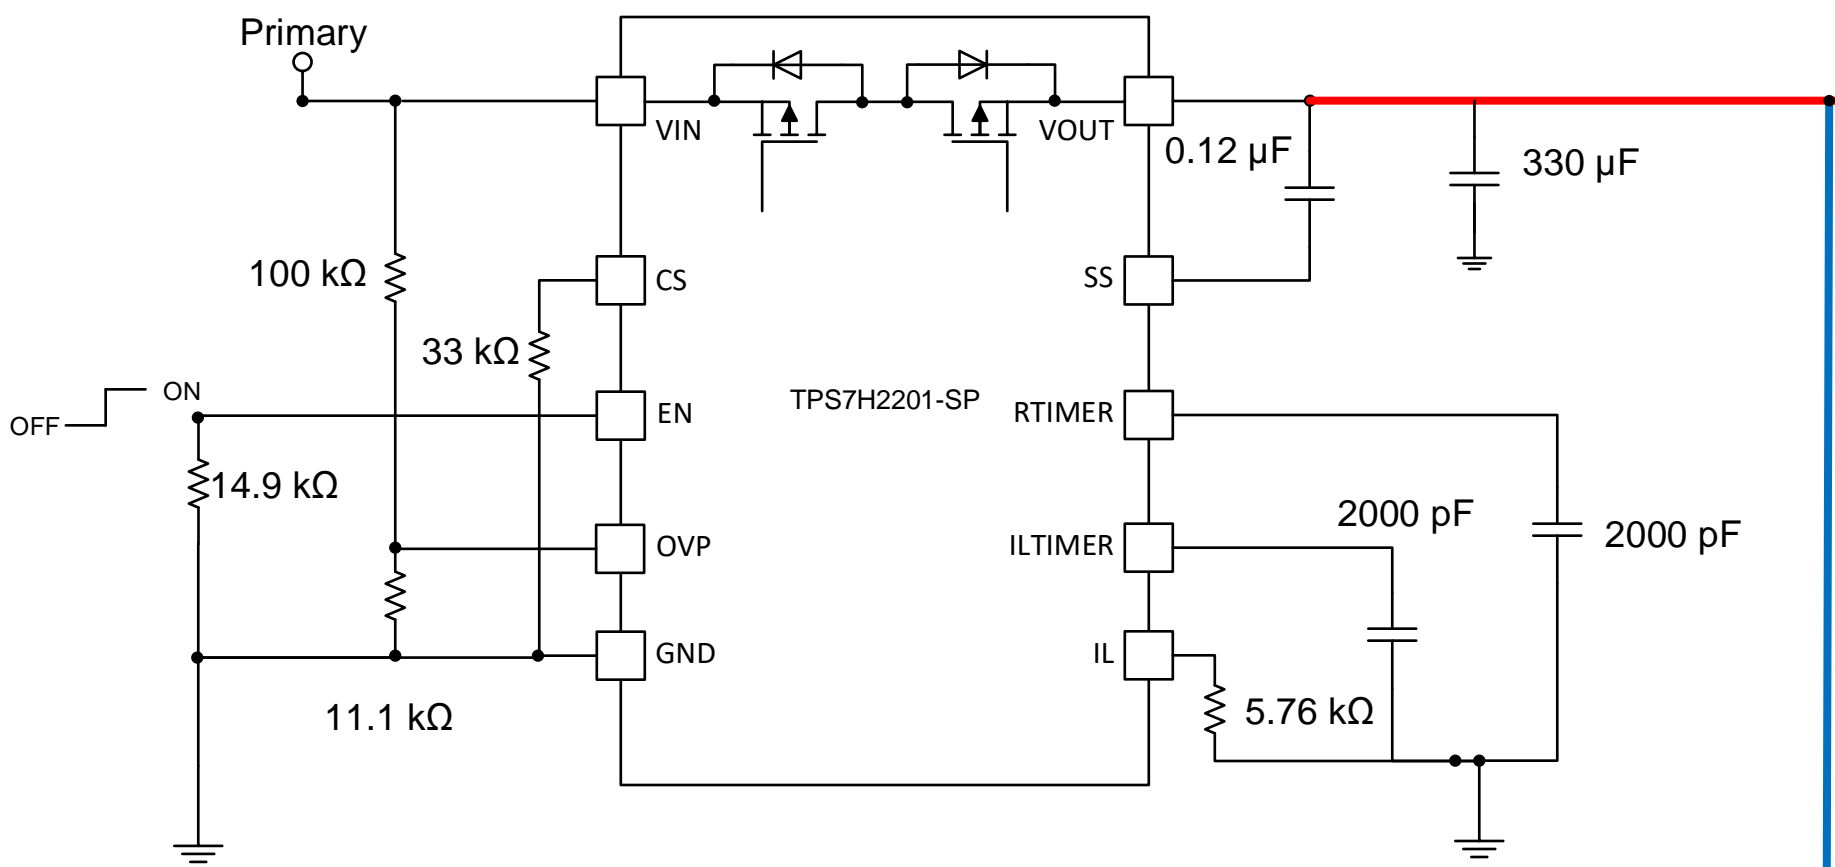 Primary
VIN
VOUT
0.12 µF
330 µF
100 kΩ
CS
SS
33 kΩ
ON
OFF
EN
TPS7H2201-SP
RTIMER
14.9 kΩ
2000 pF
2000 pF
OVP
ILTIMER
GND
IL
11.1 kΩ
5.76 kΩ